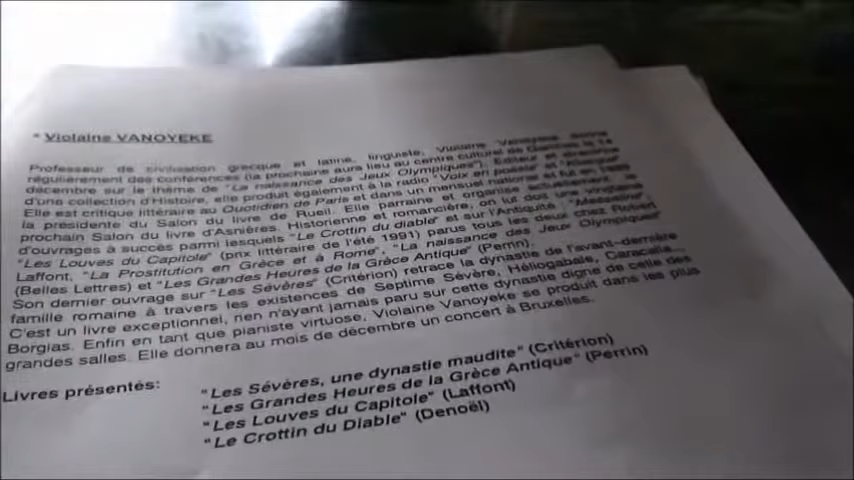 * Violaine VANOYEKE
Professeur de civilisation grecque et latine, linguiste, Violaine Vanoyeke donne
régulièrement des conférences (la prochaine aura lieu au centre culturel de le 14
décembre sur le thème de "La naissance des Jeux Olympiques"). Editeur et directrice
d'une collection d'Histoire, elle produit également à la radio "Voix en poésie" et
Elle est critique littéraire au Quotidien de Paris et dans un mensuel national et fut en
la présidente du Salon du livre de Rueil. Elle parraine et organise actuellement le
prochain Salon du livre d'Asnières. Historienne et romancière, on lui doit une vingtaine
d'ouvrages à succès parmi lesquels "Le Crottin du diable" et sur l'Antiquité : "Messaline",
"Les Louves du Capitole" (prix littéraire de l'été 1991) parus tous les deux chez Robert
Laffont, "La Prostitution en Grèce et à Rome", "La naissance des Jeux Olympiques"
(Belles Lettres) et "Les Grandes Heures de la Grèce Antique" (Perrin).
Son dernier ouvrage sur "Les Sévères" (Critérion) retrace la dynastie de l'avant-dernière
famille romaine à travers les existences de Septime Sévère, Héliogabale, Caracalla...
C'est un livre exceptionnel, rien n'ayant jamais paru sur cette dynastie digne de celle des
Borgias. Enfin en tant que pianiste virtuose, Violaine Vanoyeke se produit dans les plus
grandes salles. Elle donnera au mois de décembre un concert à Bruxelles.
Livres présentés:
"Les Sévères, une dynastie maudite" (Critérion)
"Les Grandes Heures de la Grèce Antique" (Perrin)
"Les Louves du Capitole" (Laffont)
"Le Crottin du Diable" (Denoël)